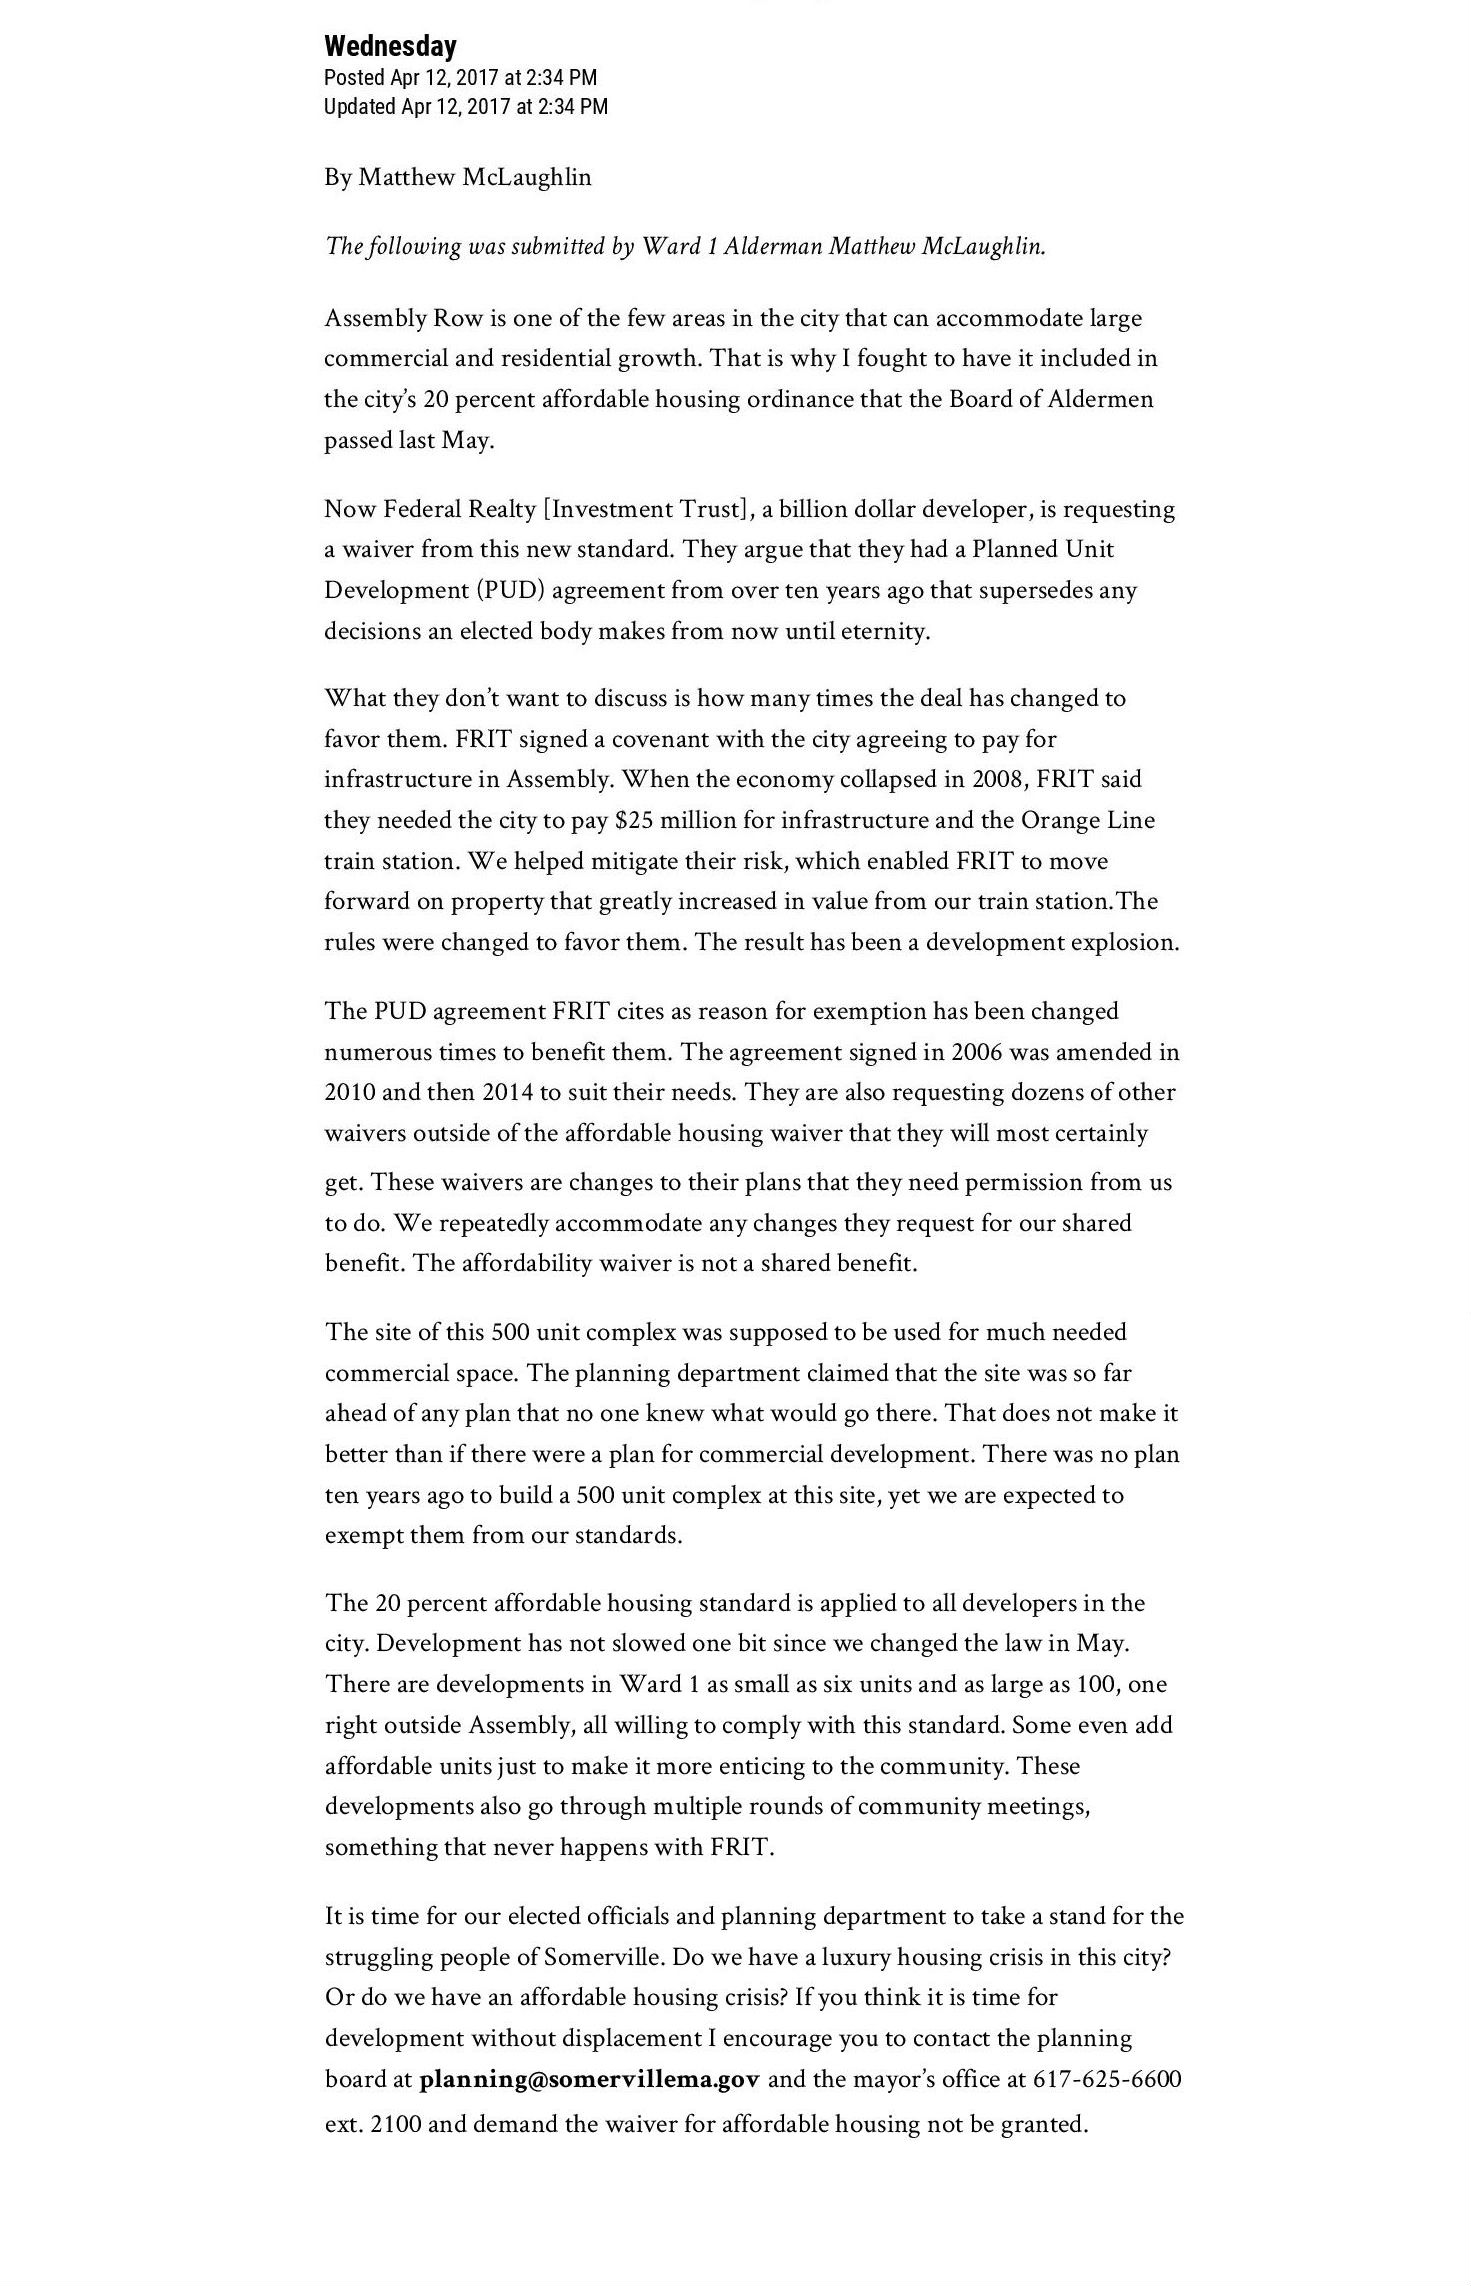 Wednesday
Posted Apr 12, 2017 at 2:34 PM
Updated Apr 12, 2017 at 2:34 PM
By Matthew McLaughlin
The following was submitted by Ward 1 Alderman Matthew McLaughlin.
Assembly Row is one of the few areas in the city that can accommodate large
commercial and residential growth. That is why I fought to have it included in
the city’s 20 percent affordable housing ordinance that the Board of Aldermen
passed last May.
Now Federal Realty [Investment Trust], a billion dollar developer, is requesting
a waiver from this new standard. They argue that they had a Planned Unit
Development (PUD) agreement from over ten years ago that supersedes any
decisions an elected body makes from now until eternity.
What they don’t want to discuss is how many times the deal has changed to
favor them. FRIT signed a covenant with the city agreeing to pay for
infrastructure in Assembly. When the economy collapsed in 2008, FRIT said
they needed the city to pay $25 million for infrastructure and the Orange Line
train station. We helped mitigate their risk, which enabled FRIT to move
forward on property that greatly increased in value from our train station.The
rules were changed to favor them. The result has been a development explosion.
The PUD agreement FRIT cites as reason for exemption has been changed
numerous times to benefit them. The agreement signed in 2006 was amended in
2010 and then 2014 to suit their needs. They are also requesting dozens of other
waivers outside of the affordable housing waiver that they will most certainly
get. These waivers are changes to their plans that they need permission from us
to do. We repeatedly accommodate any changes they request for our shared
benefit. The affordability waiver is not a shared benefit.
The site of this 500 unit complex was supposed to be used for much needed
commercial space. The planning department claimed that the site was so far
ahead of any plan that no one knew what would go there. That does not make it
better than if there were a plan for commercial development. There was no plan
ten years ago to build a 500 unit complex at this site, yet we are expected to
exempt them from our standards.
The 20 percent affordable housing standard is applied to all developers in the
city. Development has not slowed one bit since we changed the law in May.
There are developments in Ward 1 as small as six units and as large as 100, one
right outside Assembly, all willing to comply with this standard. Some even add
affordable units just to make it more enticing to the community. These
developments also go through multiple rounds of community meetings,
something that never happens with FRIT.
It is time for our elected officials and planning department to take a stand for the
struggling people of Somerville. Do we have a luxury housing crisis in this city?
Or do we have an affordable housing crisis? If you think it is time for
development without displacement I encourage you to contact the planning
board at planning@somervillema.gov and the mayor’s office at 617-625-6600
ext. 2100 and demand the waiver for affordable housing not be granted.